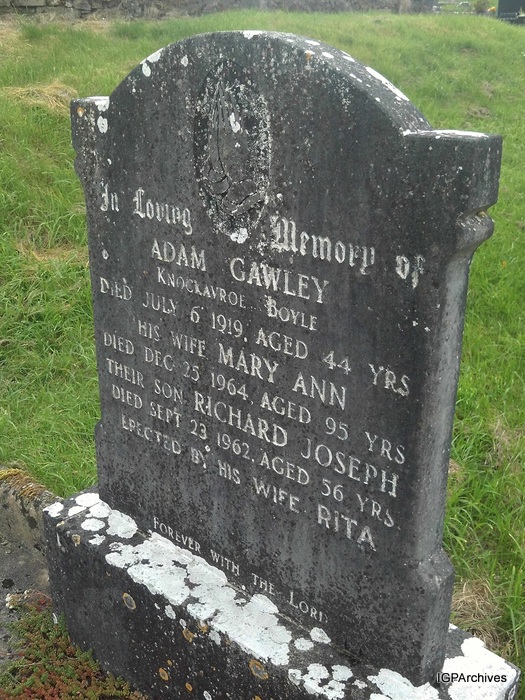 In Loving Memory of
ADAM GAWLEY
KNOCKAVROE BOYLE
DIED JULY 6 1919, AGED 44 YRS
HIS WIFE MARY ANN
DIED DEC 25 1964, AGED 95 YRS
THEIR SON RICHARD JOSEPH
DIED SEPT 23 1962, AGED 56 YRS.
ERECTED BY HIS WIFE RITA
FOREVER WITH THE LORD
IGPArchives